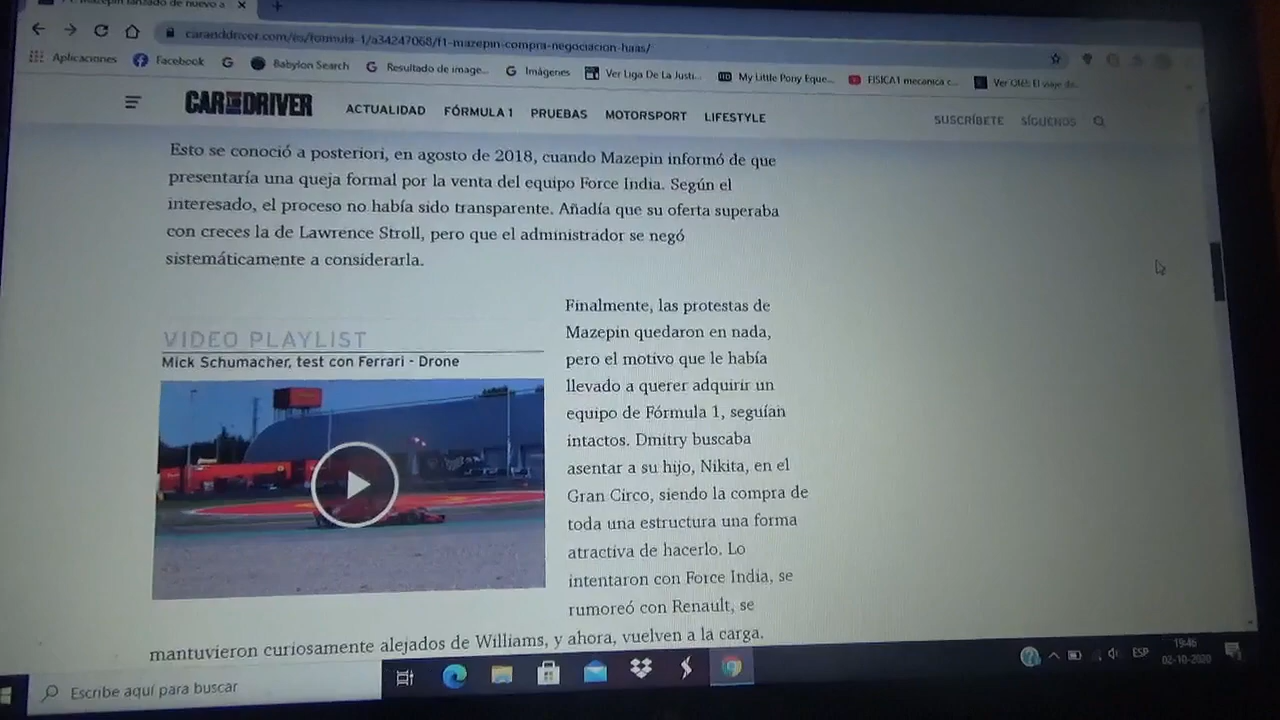 caranddriver.com/es/formula-1/a34247068/f1-mazepin-compra-negociacion-haas/
Aplicaciones Facebook Babylon Search Resultado de image... Imágenes Ver Liga De La Justi... My Little Pony Eque... FISICA1 mecanica c...
CAR AND DRIVER ACTUALIDAD FÓRMULA 1 PRUEBAS MOTORSPORT LIFESTYLE SUSCRÍBETE SÍGUENOS
Esto se conoció a posteriori, en agosto de 2018, cuando Mazepin informó de que
presentaría una queja formal por la venta del equipo Force India. Según el
interesado, el proceso no había sido transparente. Añadía que su oferta superaba
con creces la de Lawrence Stroll, pero que el administrador se negó
sistemáticamente a considerarla.
VIDEO PLAYLIST
Mick Schumacher, test con Ferrari - Drone
Finalmente, las protestas de
Mazepin quedaron en nada,
pero el motivo que le había
llevado a querer adquirir un
equipo de Fórmula 1, seguían
intactos. Dmitry buscaba
asentar a su hijo, Nikita, en el
Gran Circo, siendo la compra de
toda una estructura una forma
atractiva de hacerlo. Lo
intentaron con Force India, se
rumoreó con Renault, se
mantuvieron curiosamente alejados de Williams, y ahora, vuelven a la carga.
Escribe aquí para buscar
ESP
19:46
02-10-2020